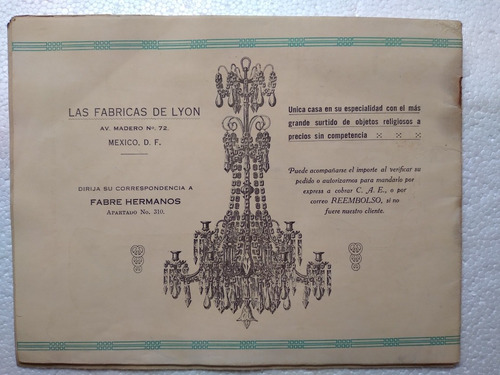 LAS FABRICAS DE LYON
AV. MADERO No. 72.
MEXICO, D. F.
DIRIJA SU CORRESPONDENCIA A
FABRE HERMANOS
APARTADO No. 310.
Unica casa en su especialidad con el más
grande surtido de objetos religiosos a
precios sin competencia
Puede acompañarse el importe al verificar su
pedido o autorizarnos para mandarlo por
express a cobrar C. A. E., o por
correo REEMBOLSO, si no
fuere nuestro cliente.